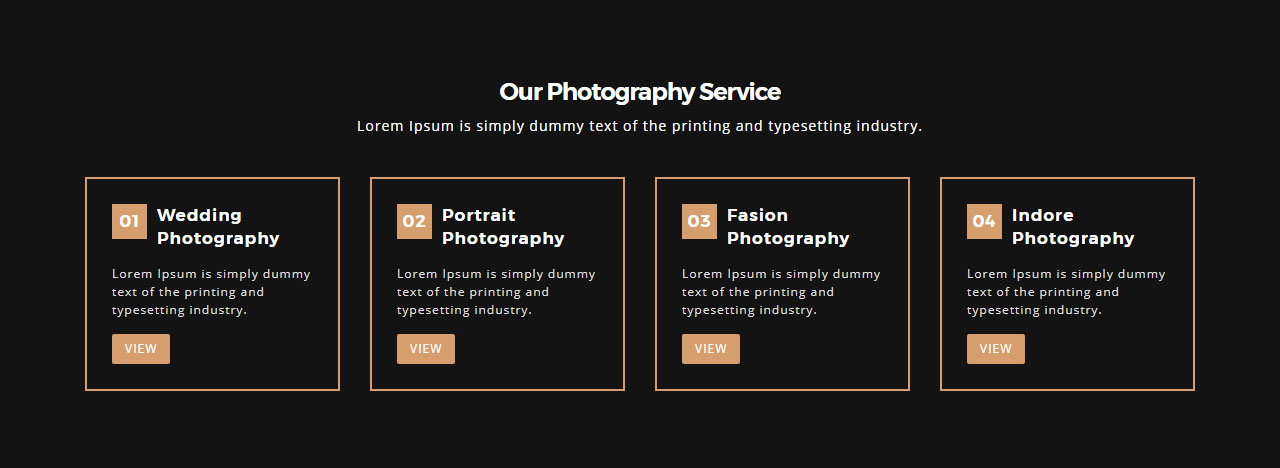 Our Photography Service
Lorem Ipsum is simply dummy text of the printing and typesetting industry.
01 Wedding
Photography
Lorem Ipsum is simply dummy
text of the printing and
typesetting industry.
VIEW
02 Portrait
Photography
Lorem Ipsum is simply dummy
text of the printing and
typesetting industry.
VIEW
03 Fasion
Photography
Lorem Ipsum is simply dummy
text of the printing and
typesetting industry.
VIEW
04 Indore
Photography
Lorem Ipsum is simply dummy
text of the printing and
typesetting industry.
VIEW